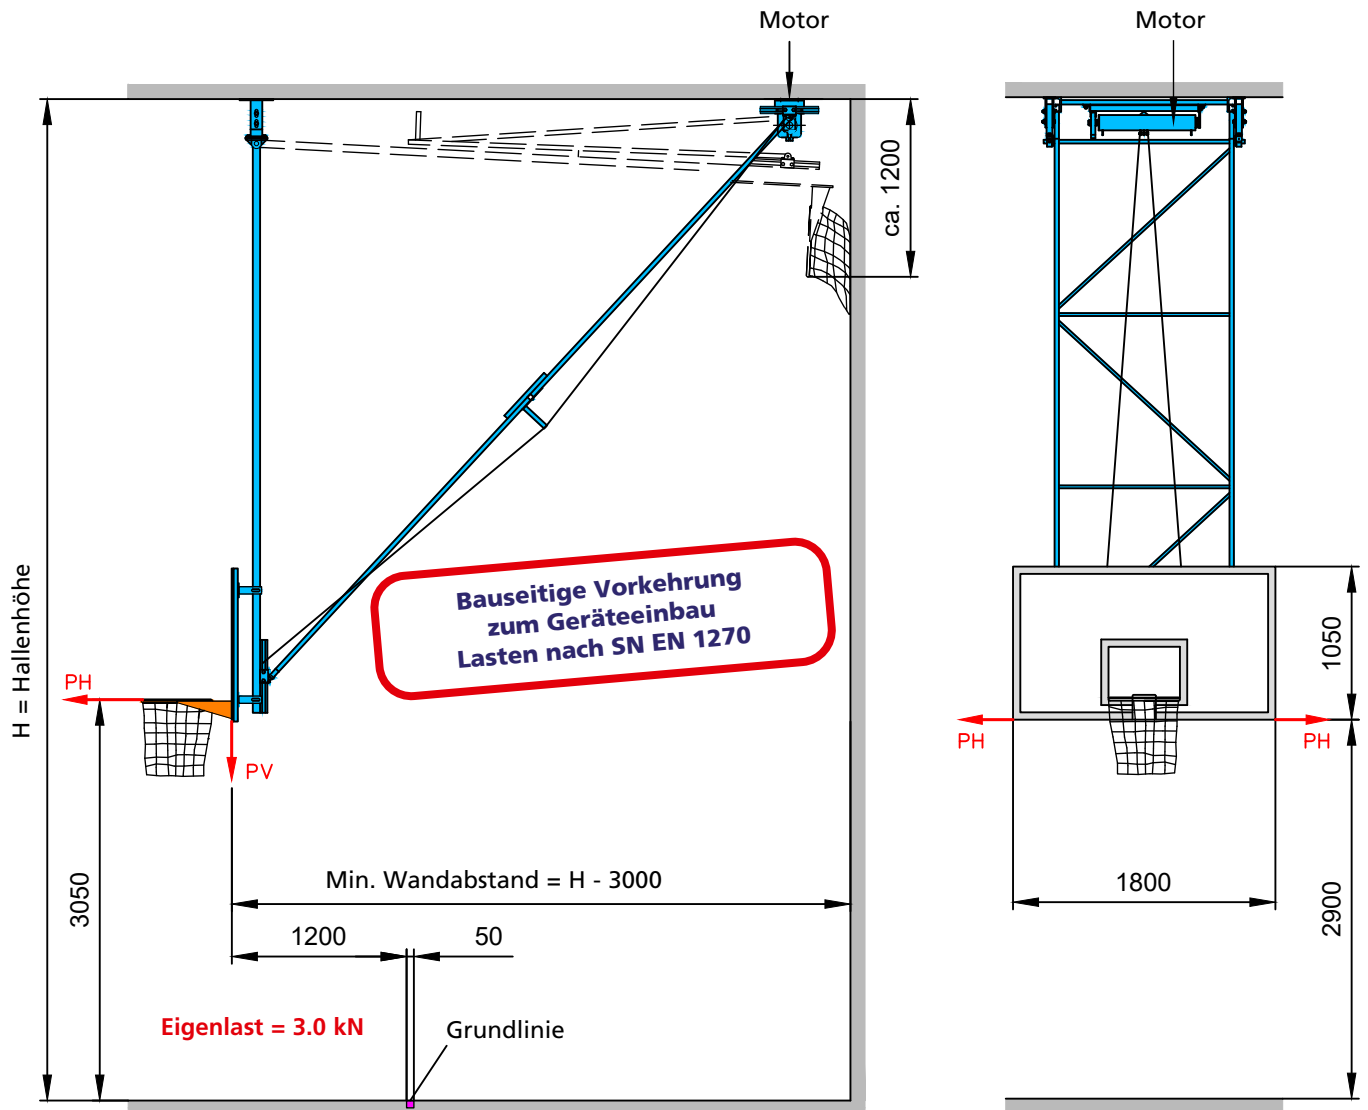 Motor
Motor
ca. 1200
H = Hallenhöhe
Bauseitige Vorkehrung
zum Geräteeinbau
Lasten nach SN EN 1270
1050
PH
PV
PH
PH
3050
Min. Wandabstand = H - 3000
1800
2900
1200
50
Eigenlast = 3.0 kN
Grundlinie